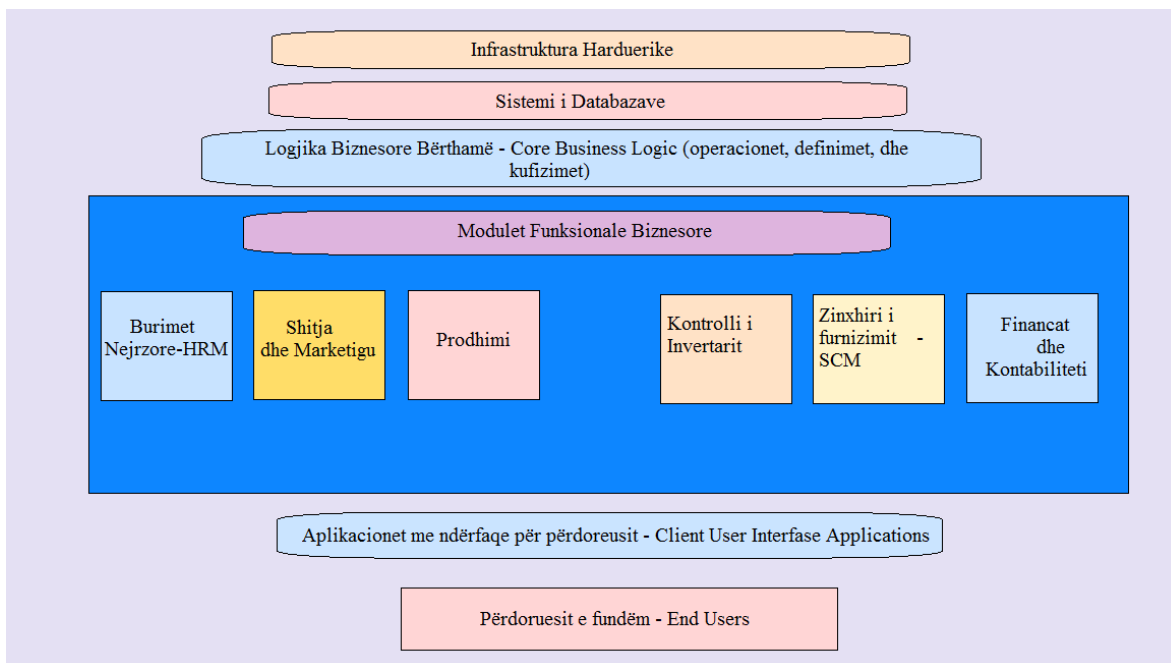 Infrastruktura Harduerike
Sistemi i Databazave
Logjika Biznesore Bërthamë - Core Business Logic (operacionet, definimet, dhe
kufizimet)
Modulet Funksionale Biznesore
Burimet
Nejrzore-HRM
Shitja
dhe Marketigu
Prodhimi
Kontrolli i
Invertarit
Zinxhiri i
furnizimit -
SCM
Financat
dhe
Kontabiliteti
Aplikacionet me ndërfaqe për përdoreusit - Client User Interfase Applications
Përdoruesit e fundëm - End Users